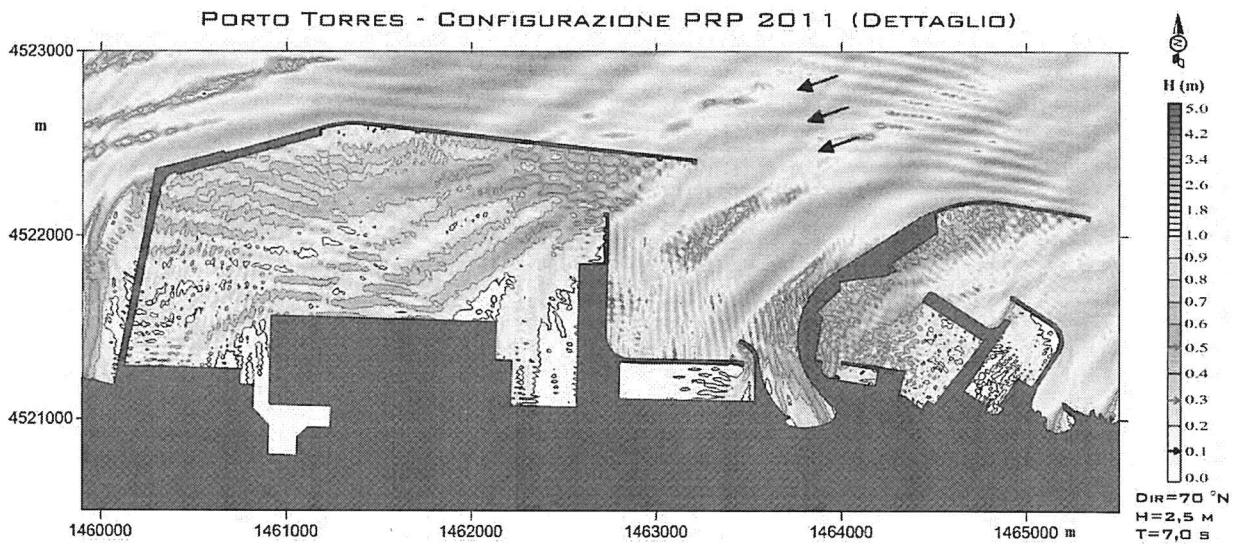 PORTO TORRES - CONFIGURAZIONE PRP 2011 (DETTAGLIO)
N
4523000
m
4522000
4521000
1460000 1461000 1462000 1463000 1464000 1465000 m
H (m)
5.0
4.2
3.4
2.6
1.8
1.0
0.9
0.8
0.7
0.6
0.5
0.4
0.3
0.2
0.1
0.0
DIR=70 °N
H=2,5 M
T=7,0 S